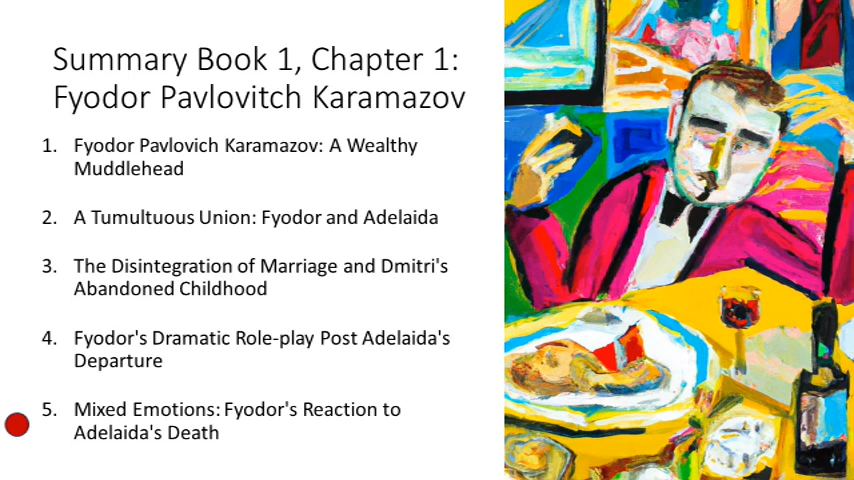 Summary Book 1, Chapter 1:
Fyodor Pavlovitch Karamazov
1. Fyodor Pavlovich Karamazov: A Wealthy
Muddlehead
2. A Tumultuous Union: Fyodor and Adelaida
3. The Disintegration of Marriage and Dmitri's
Abandoned Childhood
4. Fyodor's Dramatic Role-play Post Adelaida's
Departure
5. Mixed Emotions: Fyodor's Reaction to
Adelaida's Death